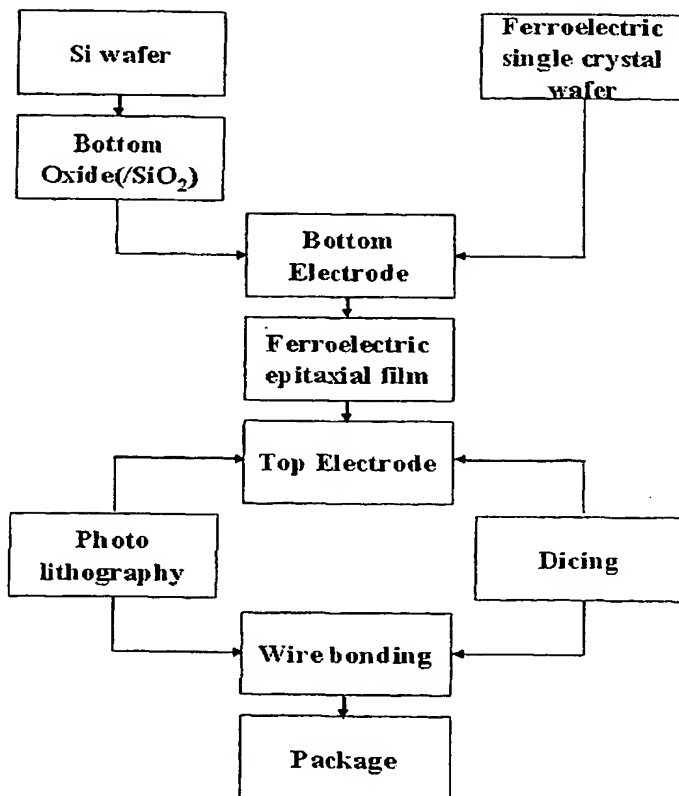 Si wafer
Ferroelectric
single crystal
wafer
Bottom
Oxide(/SiO₂)
Bottom
Electrode
Ferroelectric
epitaxial film
Top Electrode
Photo
lithography
Dicing
Wire bonding
Package